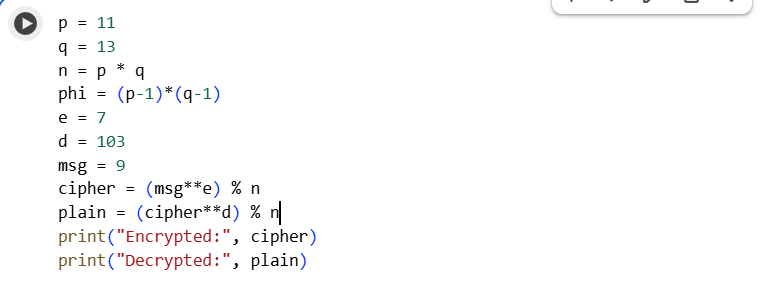 p = 11
q = 13
n = p * q
phi = (p-1)*(q-1)
e = 7
d = 103
msg = 9
cipher = (msg**e) % n
plain = (cipher**d) % n
print("Encrypted:", cipher)
print("Decrypted:", plain)